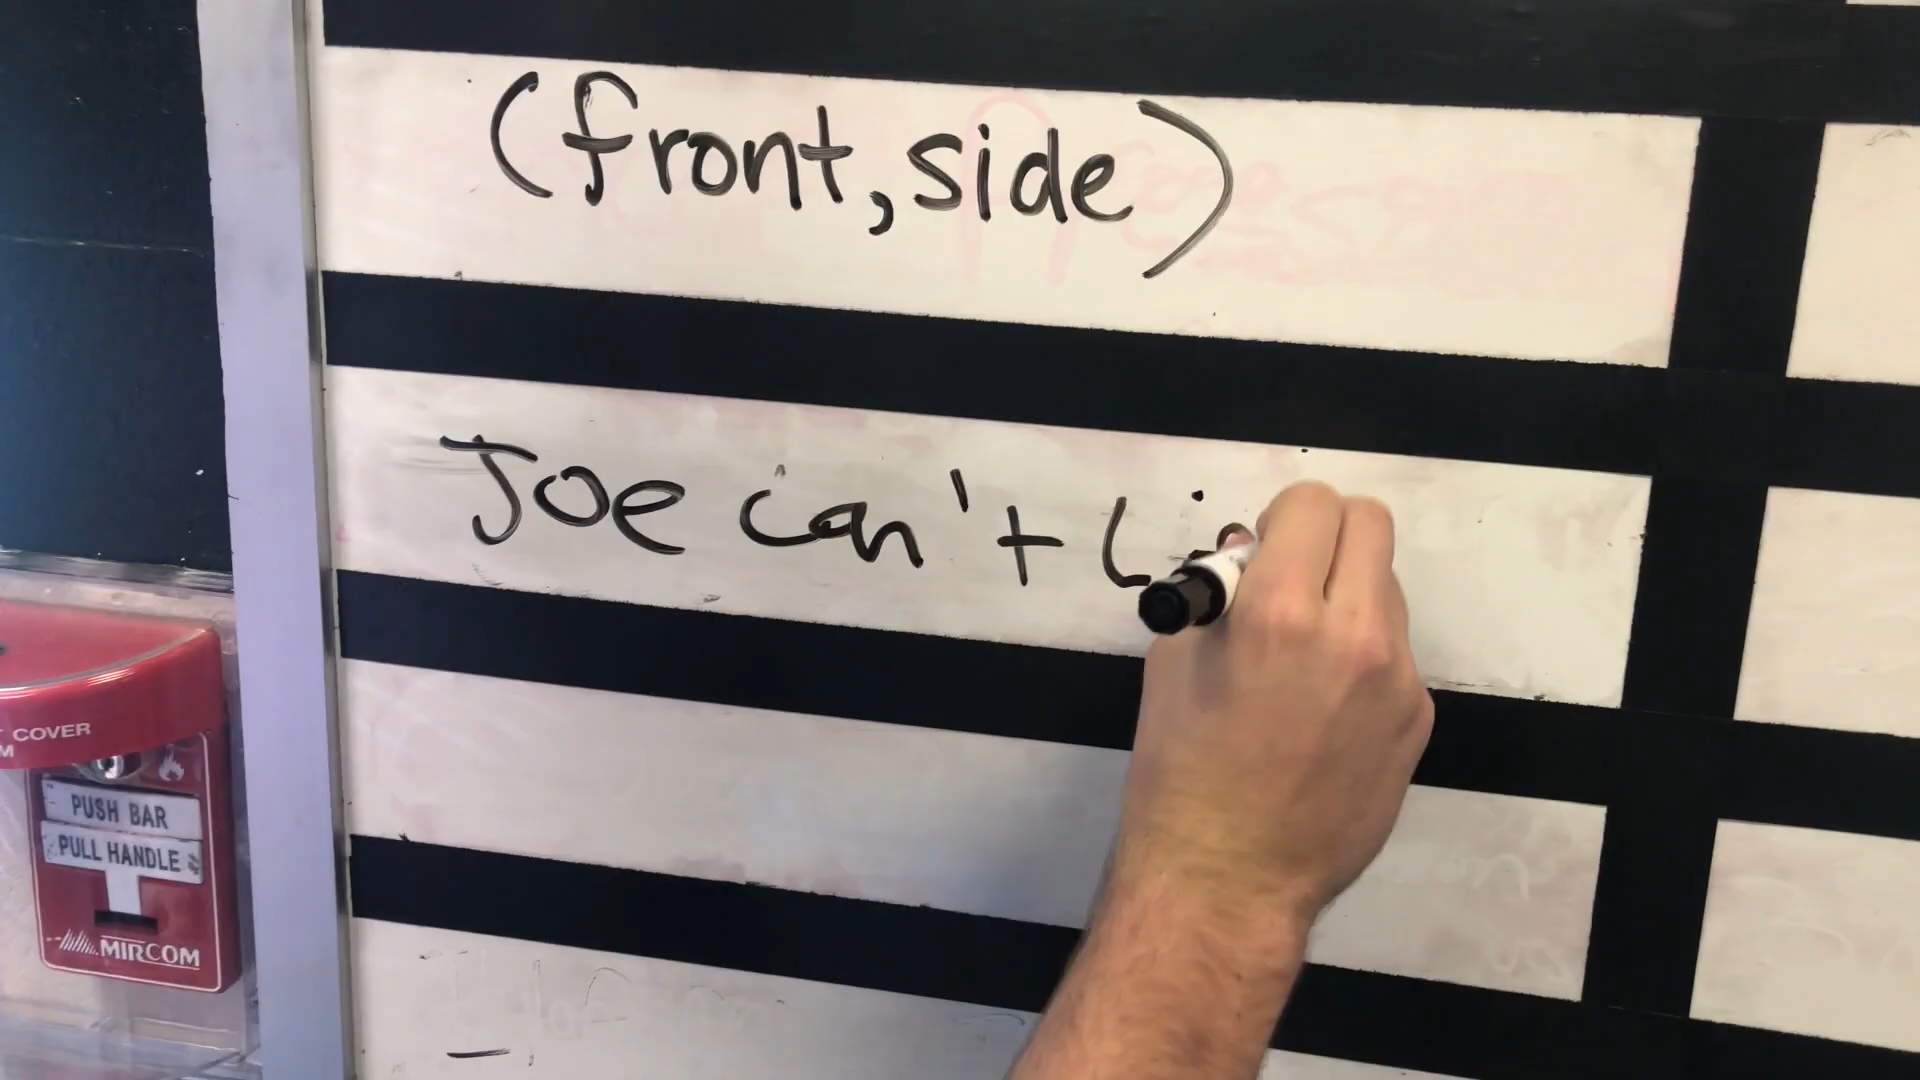 (front, side)
Joe can't
COVER
PUSH BAR
PULL HANDLE
MIRCOM